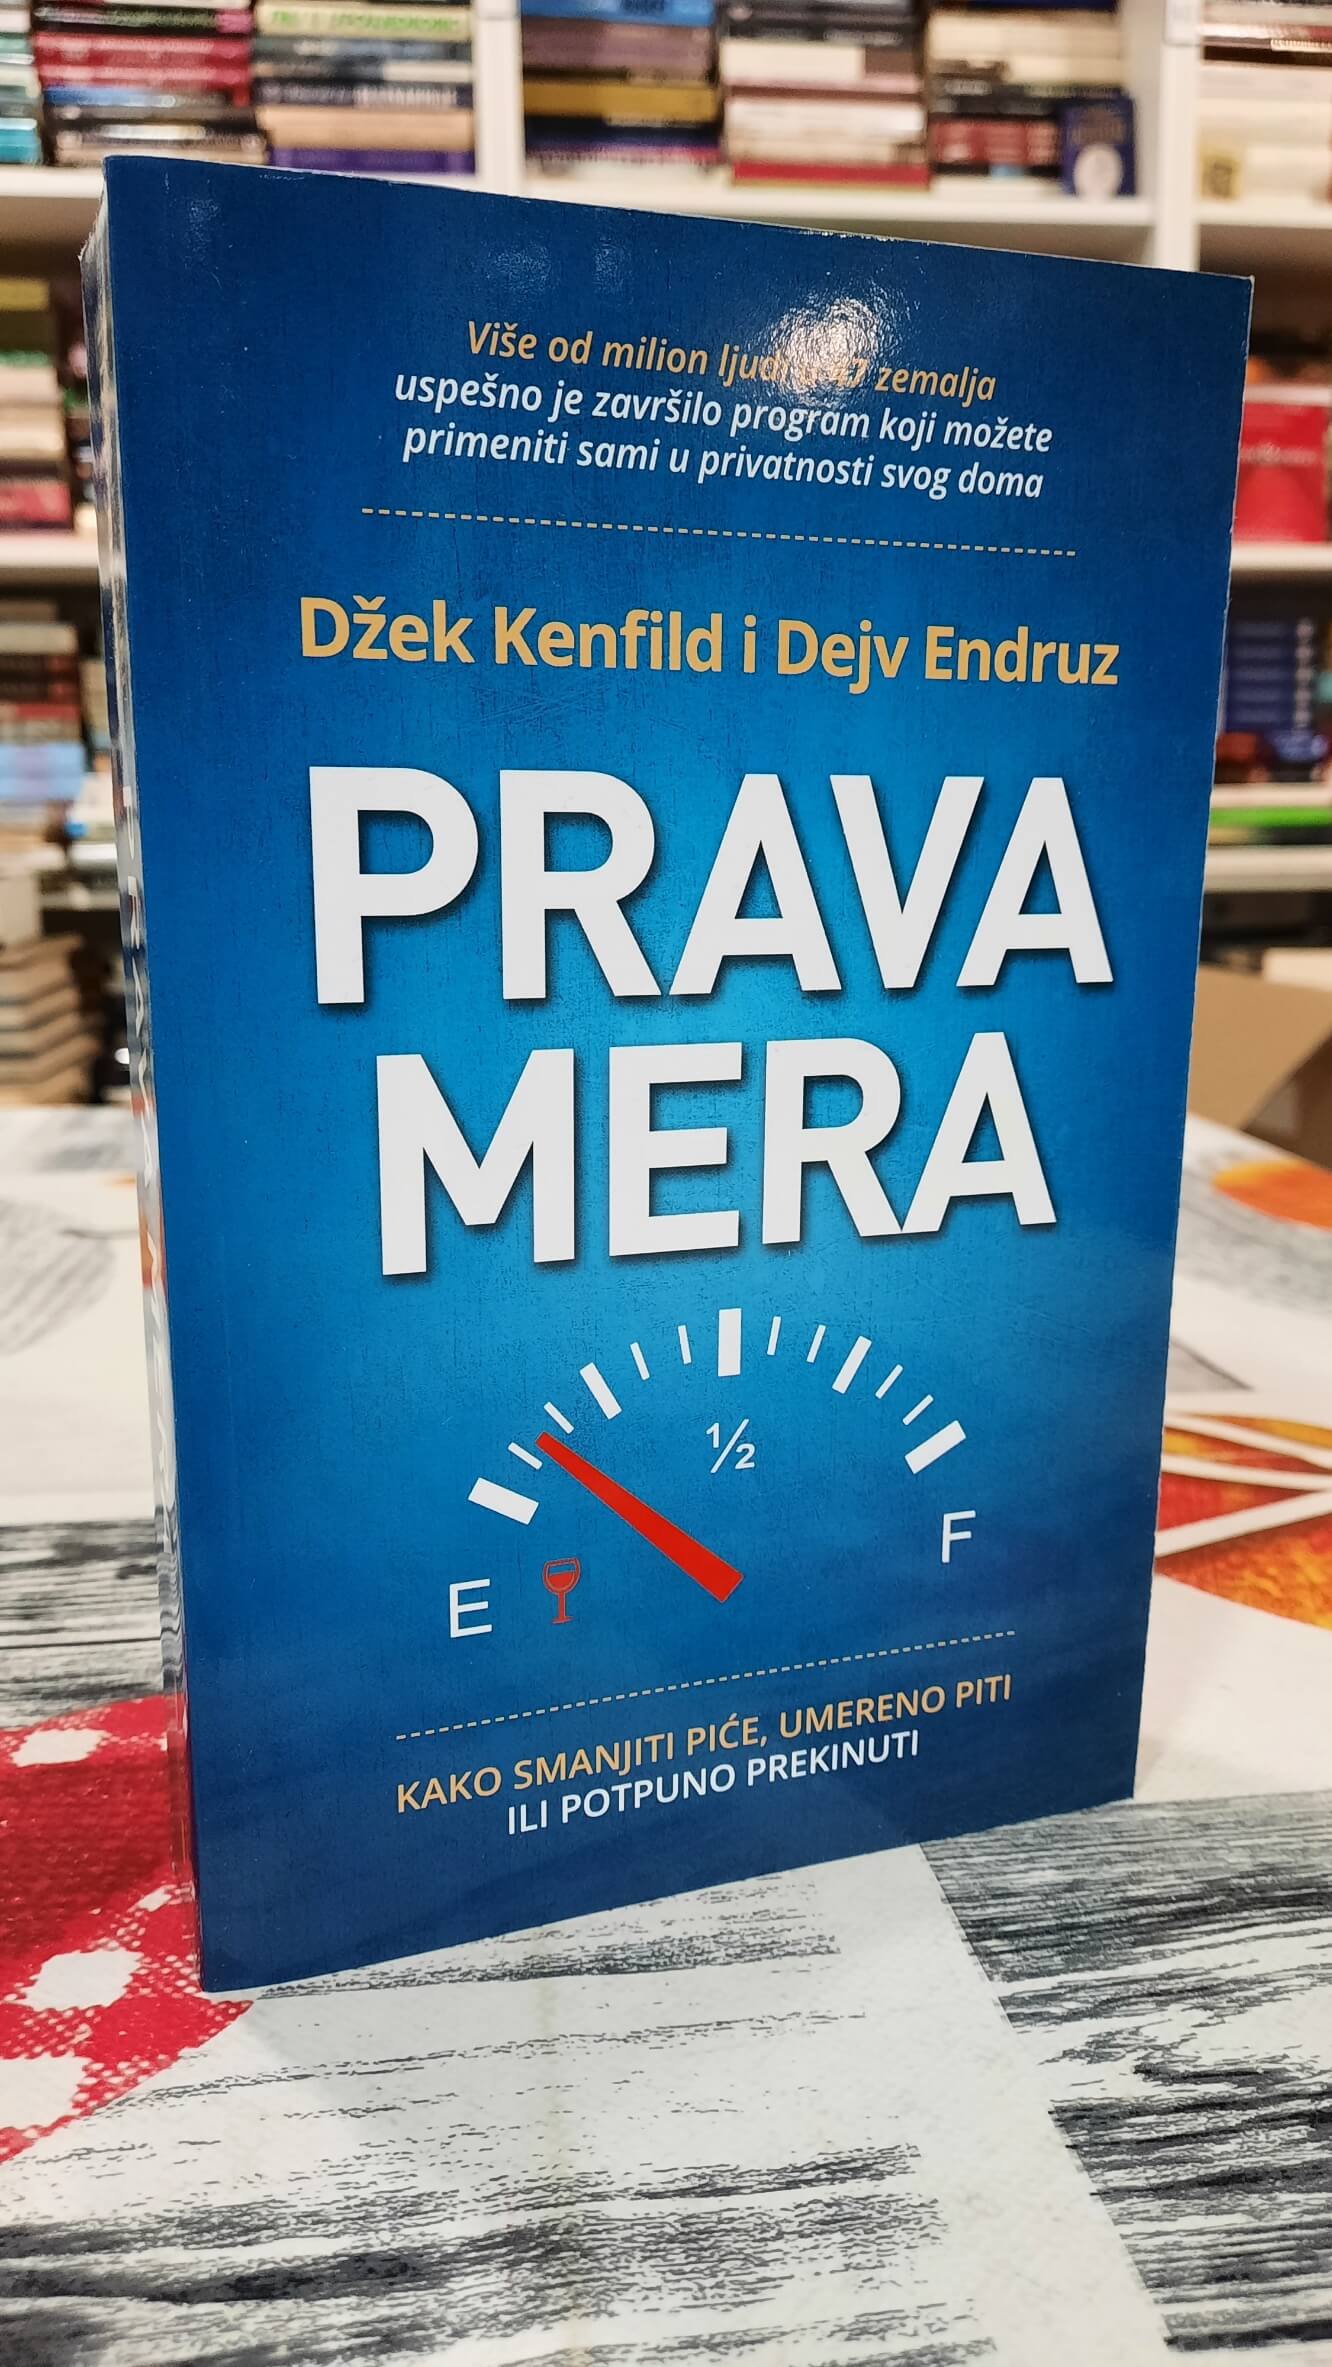 Više od milion ljudi zemalja
uspešno je završilo program koji možete
primeniti sami u privatnosti svog doma
Džek Kenfild i Dejv Endruz
PRAVA
MERA
½
E
F
KAKO SMANJITI PIĆE, UMERENO PITI
ILI POTPUNO PREKINUTI